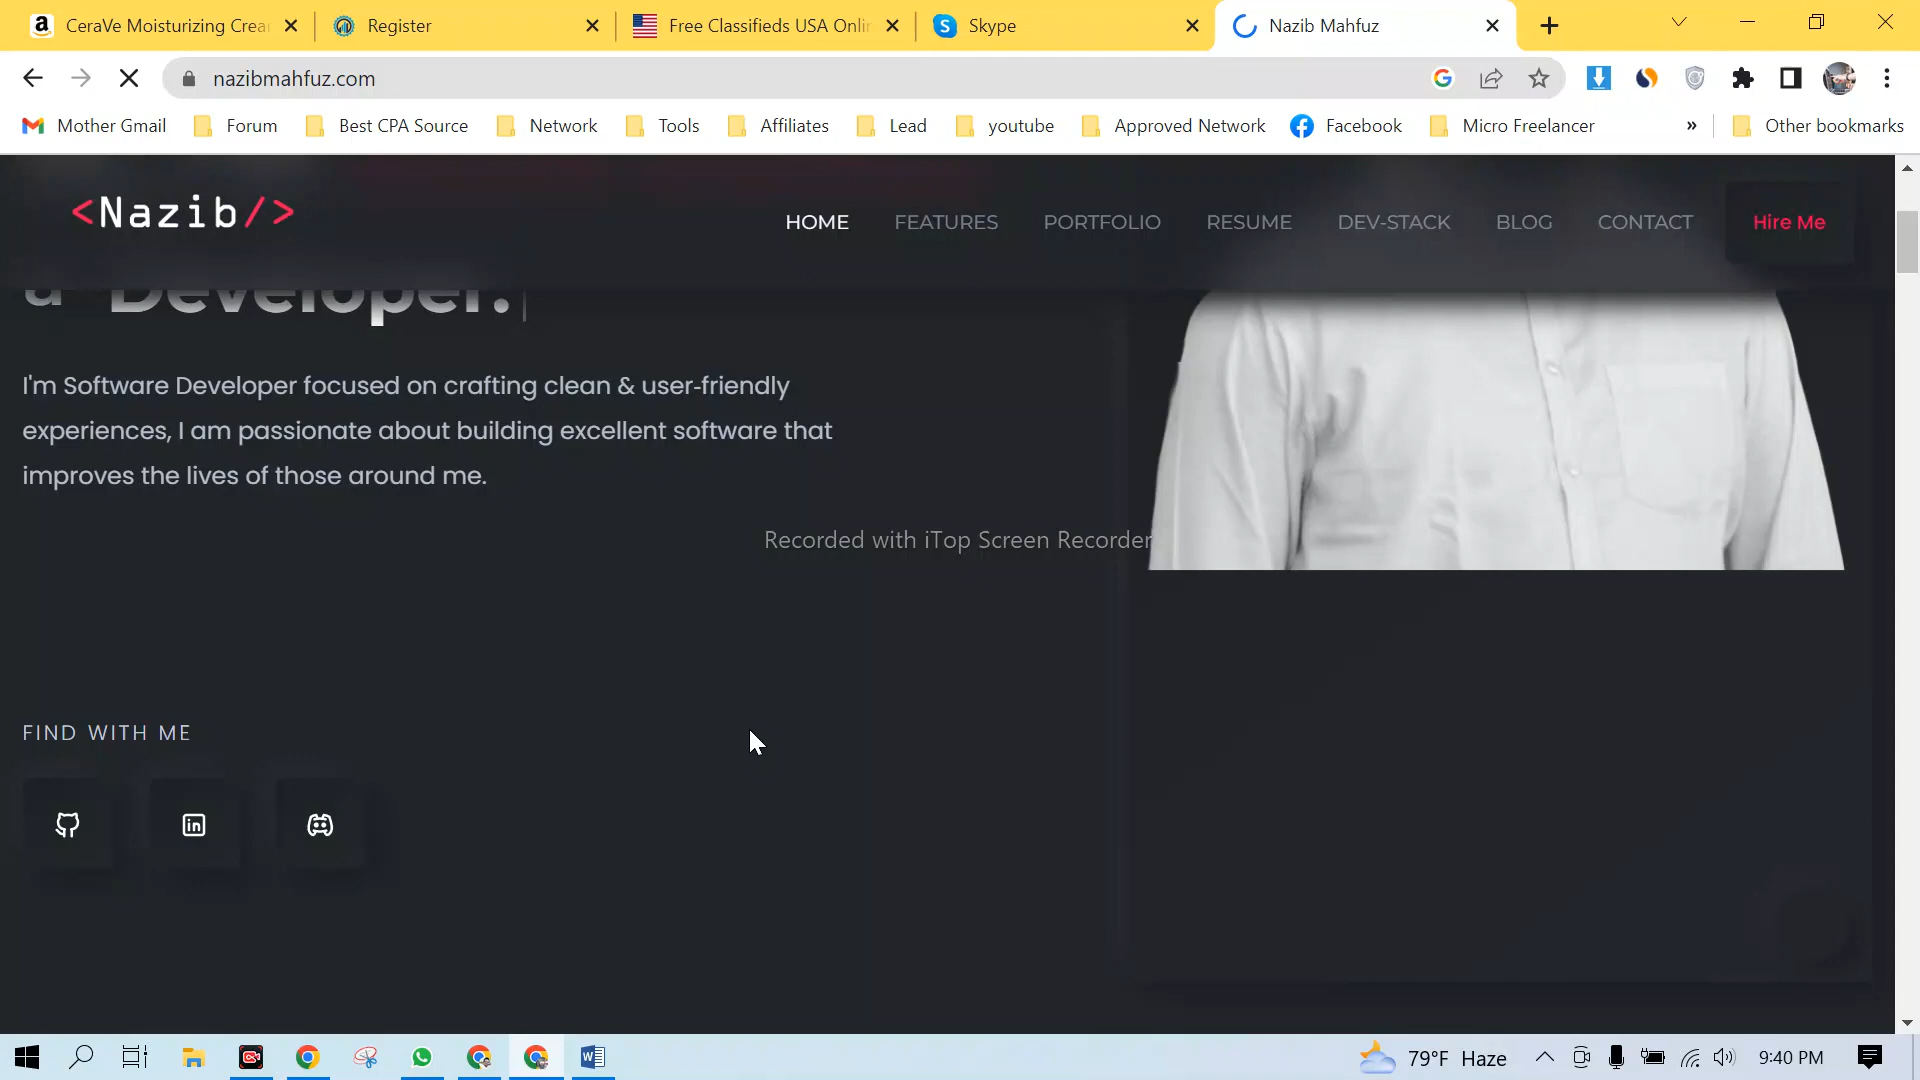 CeraVe Moisturizing Crea
Register
Free Classifieds USA Onli
Skype
Nazib Mahfuz
nazibmahfuz.com
Mother Gmail
Forum
Best CPA Source
Network
Tools
Affiliates
Lead
youtube
Approved Network
Facebook
Micro Freelancer
»
Other bookmarks
<Nazib/>
HOME
FEATURES
PORTFOLIO
RESUME
DEV-STACK
BLOG
CONTACT
Hire Me
a Developer.
I'm Software Developer focused on crafting clean & user-friendly
experiences, I am passionate about building excellent software that
improves the lives of those around me.
Recorded with iTop Screen Recorder
FIND WITH ME
79°F Haze
9:40 PM